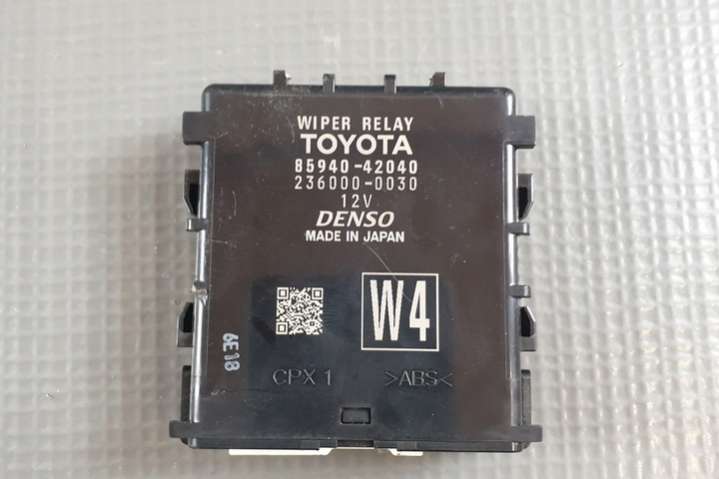 WIPER RELAY
TOYOTA
85940-42040
236000-0030
12V
DENSO
MADE IN JAPAN
W4
6E18
CPX 1
>ABS<